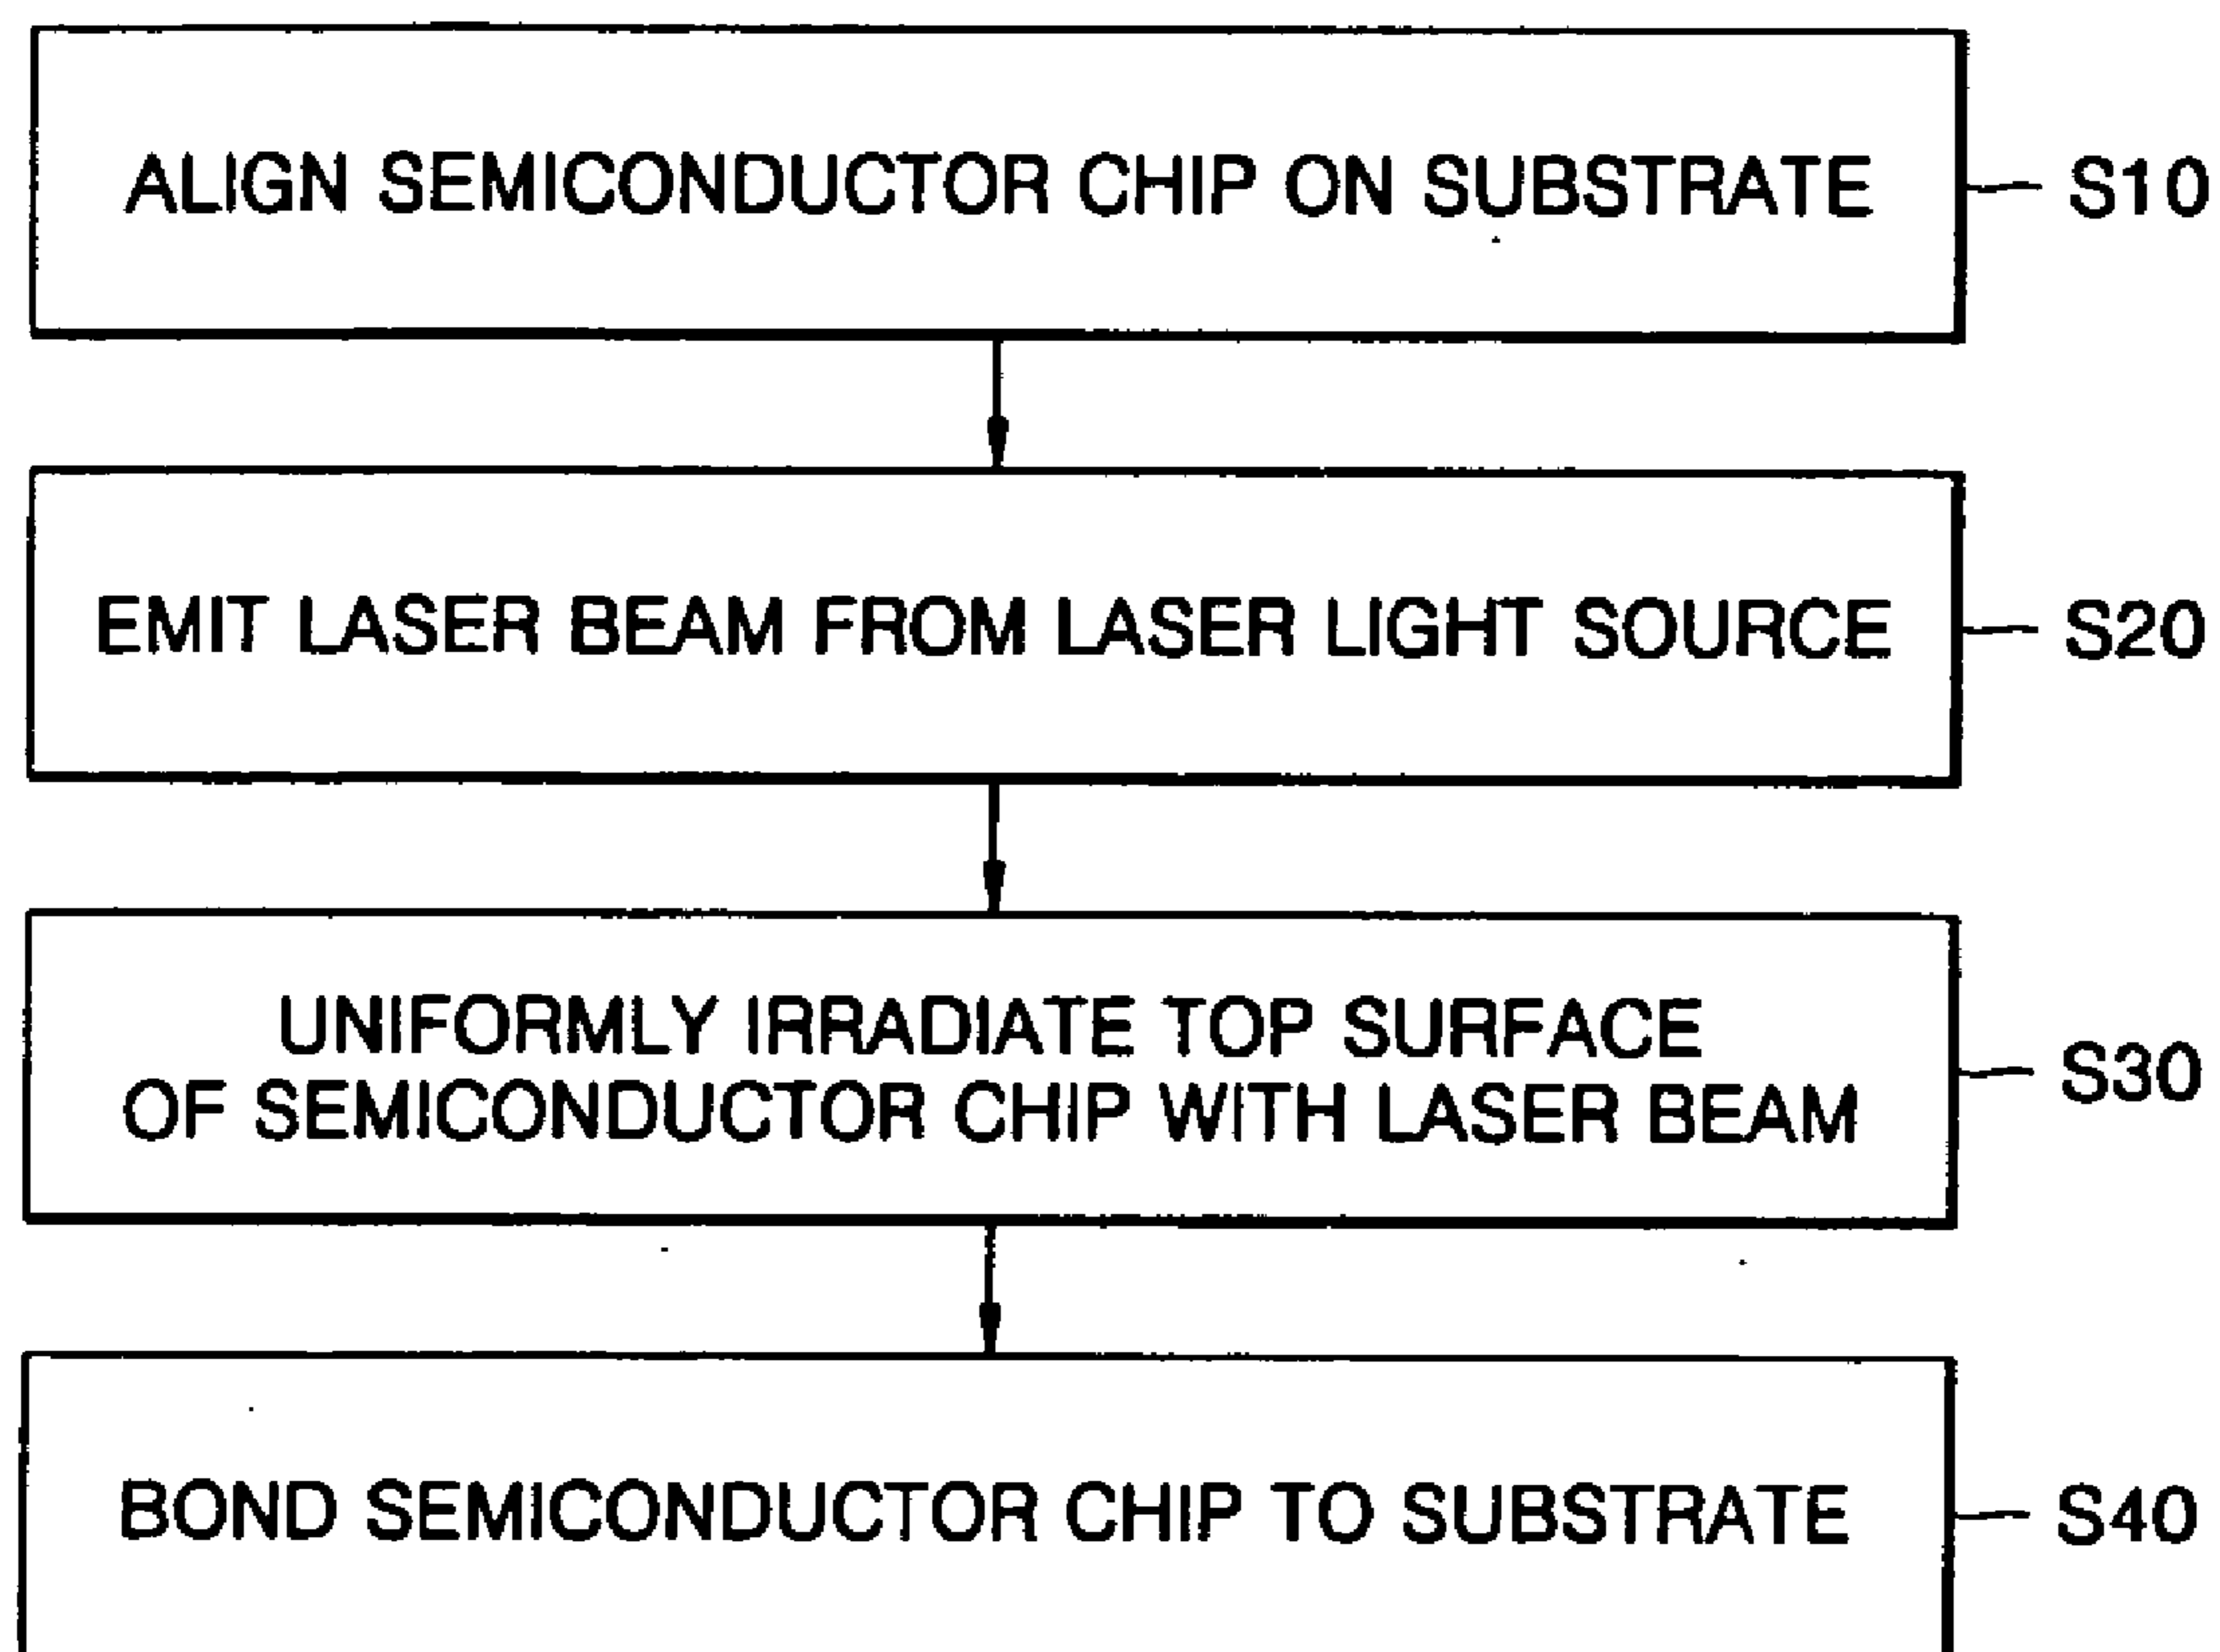 ALIGN SEMICONDUCTOR CHIP ON SUBSTRATE
S10
EMIT LASER BEAM FROM LASER LIGHT SOURCE
S20
UNIFORMLY IRRADIATE TOP SURFACE
OF SEMICONDUCTOR CHIP WITH LASER BEAM
S30
BOND SEMICONDUCTOR CHIP TO SUBSTRATE
S40